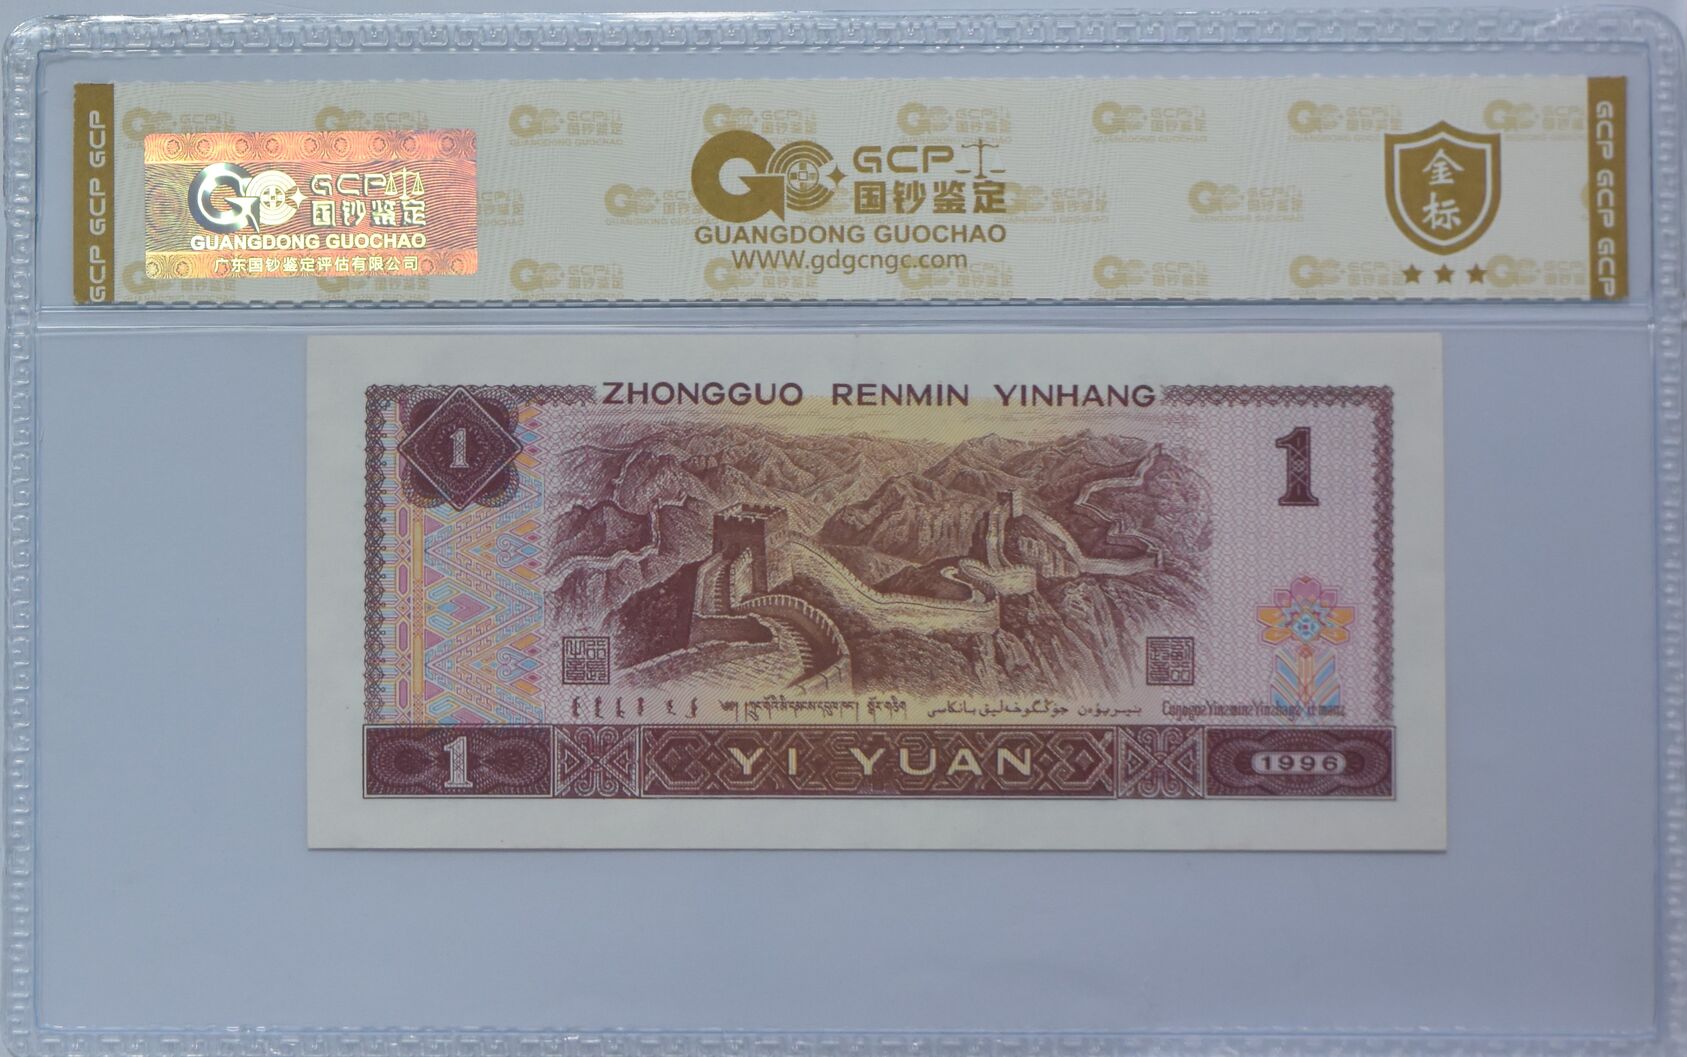 GCP GCP GCP
GCP
国钞鉴定
GUANGDONG GUOCHAO
广东国钞鉴定评估有限公司
GCP
国钞鉴定
GUANGDONG GUOCHAO
WWW.gdgcngc.com
金
标
GCP GCP GCP
ZHONGGUO RENMIN YINHANG
1
1
1
YI YUAN
1996